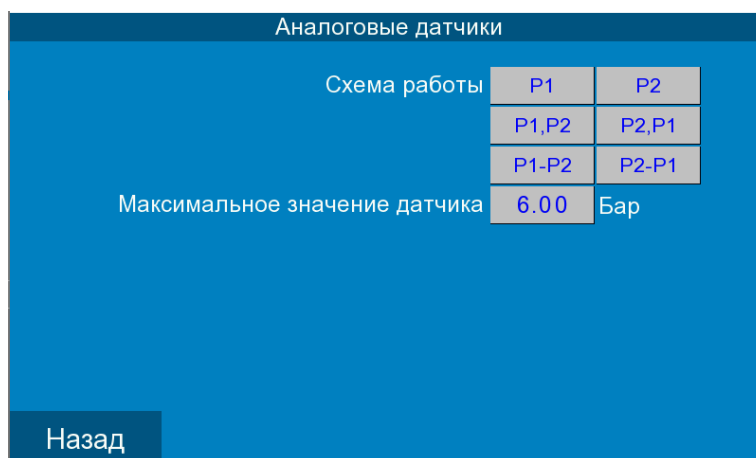 Аналоговые датчики
Схема работы P1 P2
P1,P2 P2,P1
P1-P2 P2-P1
Максимальное значение датчика 6.00 Бар
Назад